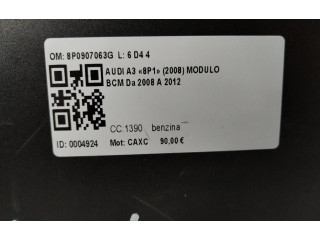 OM: 8P0907063G L: 6 D4 4
AUDI A3 «8P1» (2008) MODULO
BCM Da 2008 A 2012
CC.1390 benzina
ID: 0004924 Mot: CAXC 90,00 €